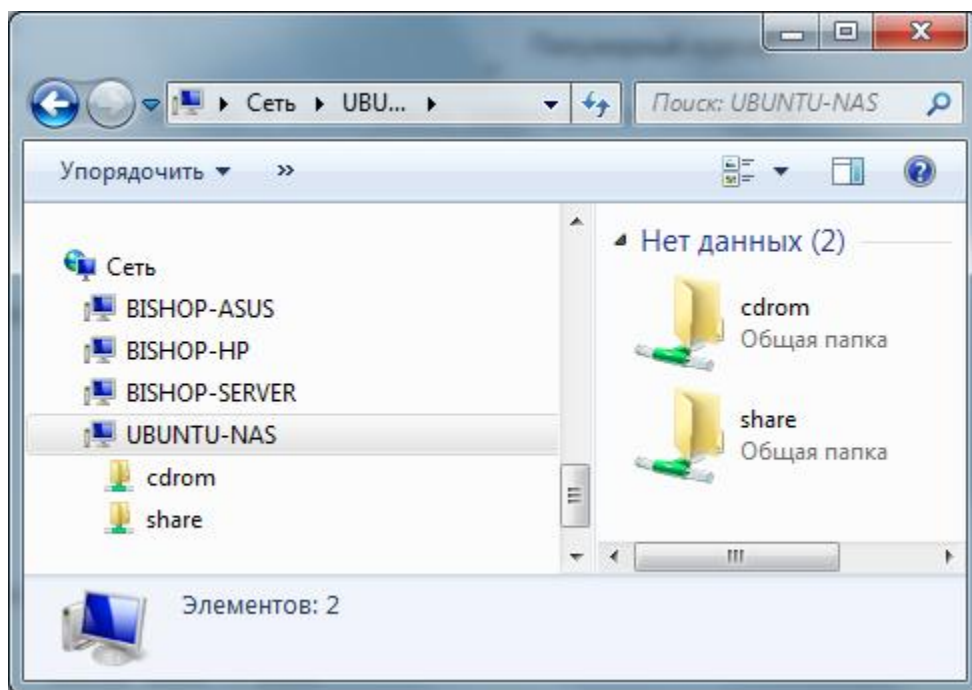 Сеть UBU...
Поиск: UBUNTU-NAS
Упорядочить »
Сеть
BISHOP-ASUS
BISHOP-HP
BISHOP-SERVER
UBUNTU-NAS
cdrom
share
Нет данных (2)
cdrom
Общая папка
share
Общая папка
Элементов: 2